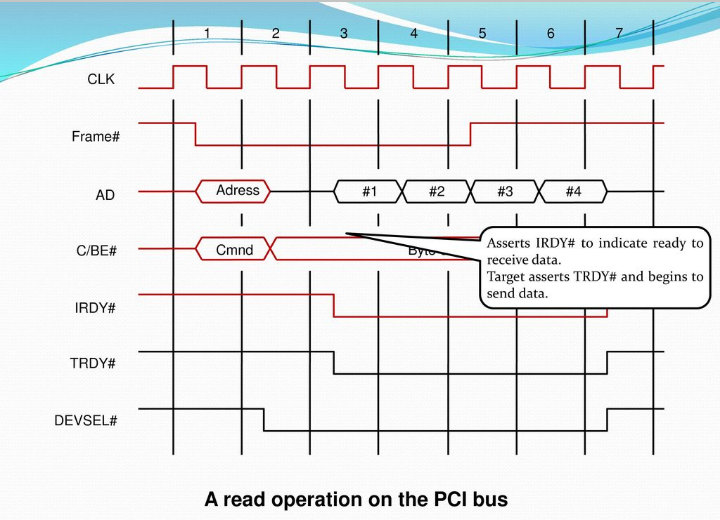 1 2 3 4 5 6 7
CLK
Frame#
AD Adress #1 #2 #3 #4
C/BE# Cmnd
Asserts IRDY# to indicate ready to
receive data.
Target asserts TRDY# and begins to
send data.
IRDY#
TRDY#
DEVSEL#
A read operation on the PCI bus